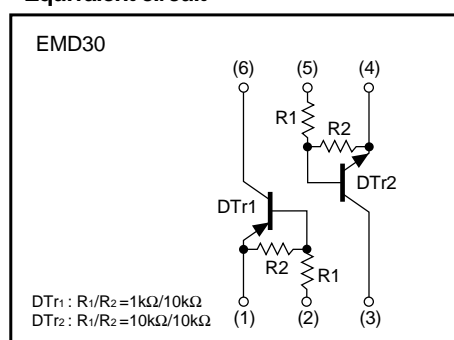 Equivalent circuit
EMD30
(6) (5) (4)
R1
R2
DTr2
DTr1
R2
R1
(1) (2) (3)
DTr1 : R1/R2=1kΩ/10kΩ
DTr2 : R1/R2=10kΩ/10kΩ